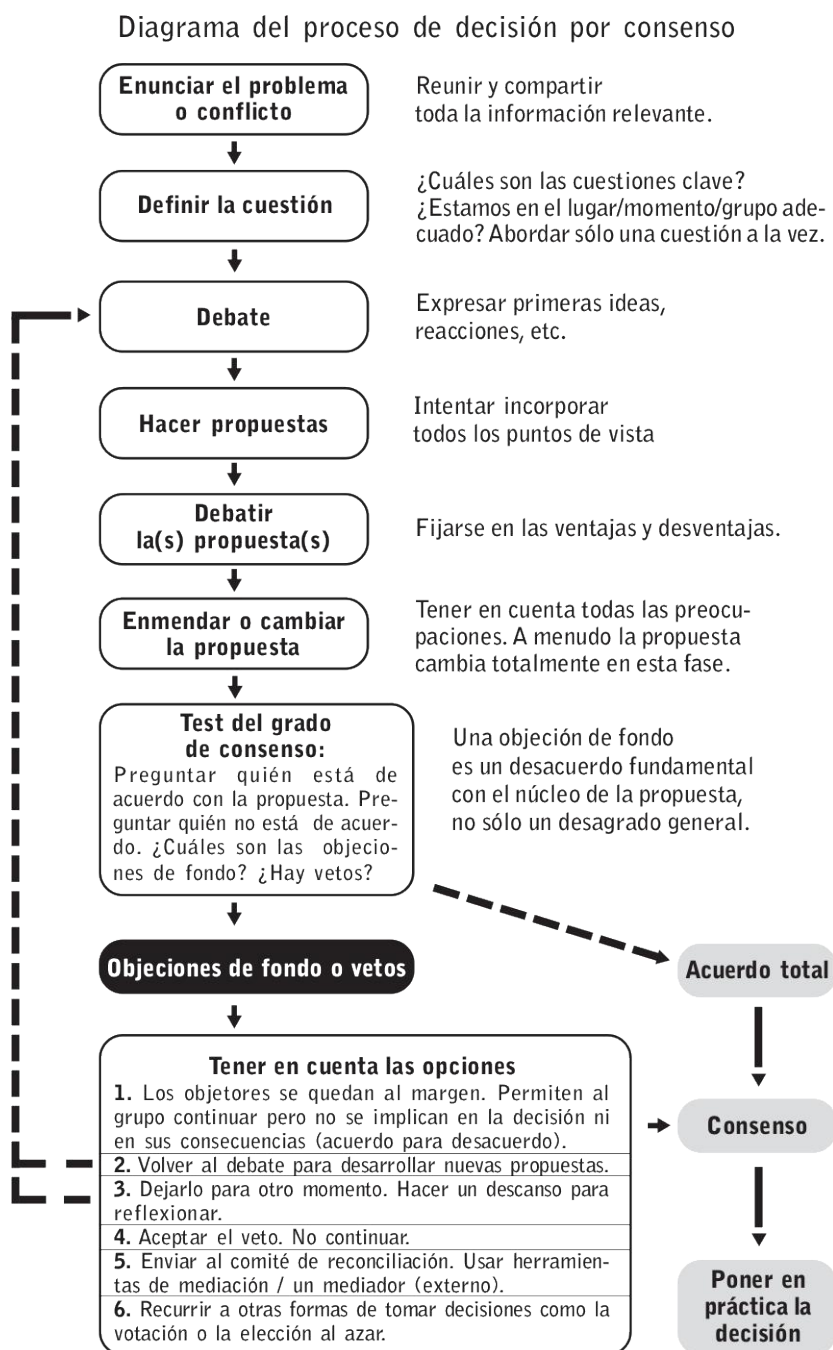 Diagrama del proceso de decisión por consenso
Enunciar el problema
o conflicto
Reunir y compartir
toda la información relevante.
Definir la cuestión
¿Cuáles son las cuestiones clave?
¿Estamos en el lugar/momento/grupo ade-
cuado? Abordar sólo una cuestión a la vez.
Debate
Expresar primeras ideas,
reacciones, etc.
Hacer propuestas
Intentar incorporar
todos los puntos de vista
Debatir
la(s) propuesta(s)
Fijarse en las ventajas y desventajas.
Enmendar o cambiar
la propuesta
Tener en cuenta todas las preocu-
paciones. A menudo la propuesta
cambia totalmente en esta fase.
Test del grado
de consenso:
Preguntar quién está de
acuerdo con la propuesta. Pre-
guntar quién no está de acuer-
do. ¿Cuáles son las objecio-
nes de fondo? ¿Hay vetos?
Una objeción de fondo
es un desacuerdo fundamental
con el núcleo de la propuesta,
no sólo un desagrado general.
Objeciones de fondo o vetos
Acuerdo total
Tener en cuenta las opciones
1. Los objetores se quedan al margen. Permiten al
grupo continuar pero no se implican en la decisión ni
en sus consecuencias (acuerdo para desacuerdo).
2. Volver al debate para desarrollar nuevas propuestas.
3. Dejarlo para otro momento. Hacer un descanso para
reflexionar.
4. Aceptar el veto. No continuar.
5. Enviar al comité de reconciliación. Usar herramien-
tas de mediación / un mediador (externo).
6. Recurrir a otras formas de tomar decisiones como la
votación o la elección al azar.
Consenso
Poner en
práctica la
decisión